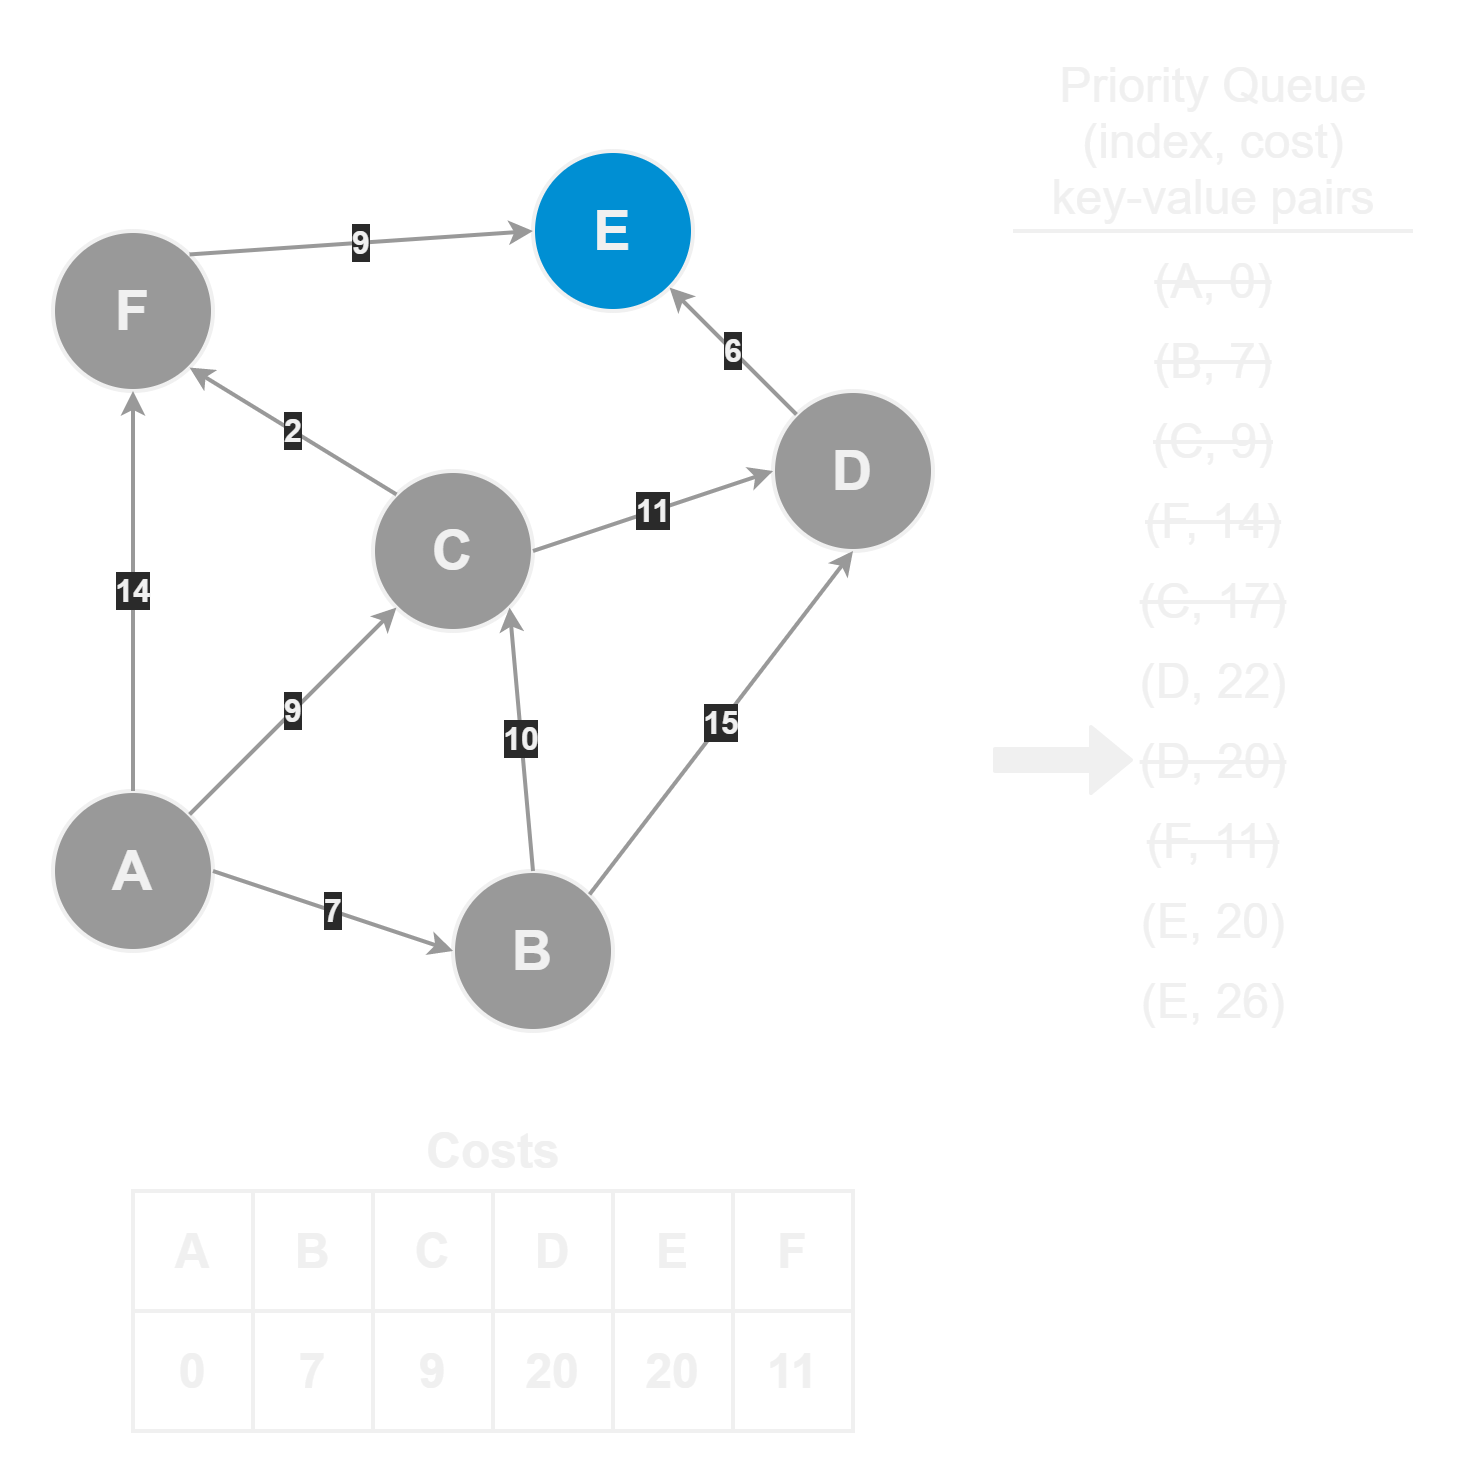 Priority Queue
(index, cost)
key-value pairs
(A, 0)
(B, 7)
(C, 9)
(F, 14)
(C, 17)
(D, 22)
(D, 20)
(F, 11)
(E, 20)
(E, 26)
E
9
F
6
D
2
11
C
14
9
10
15
A
7
B
Costs
A B C D E F
0 7 9 20 20 11